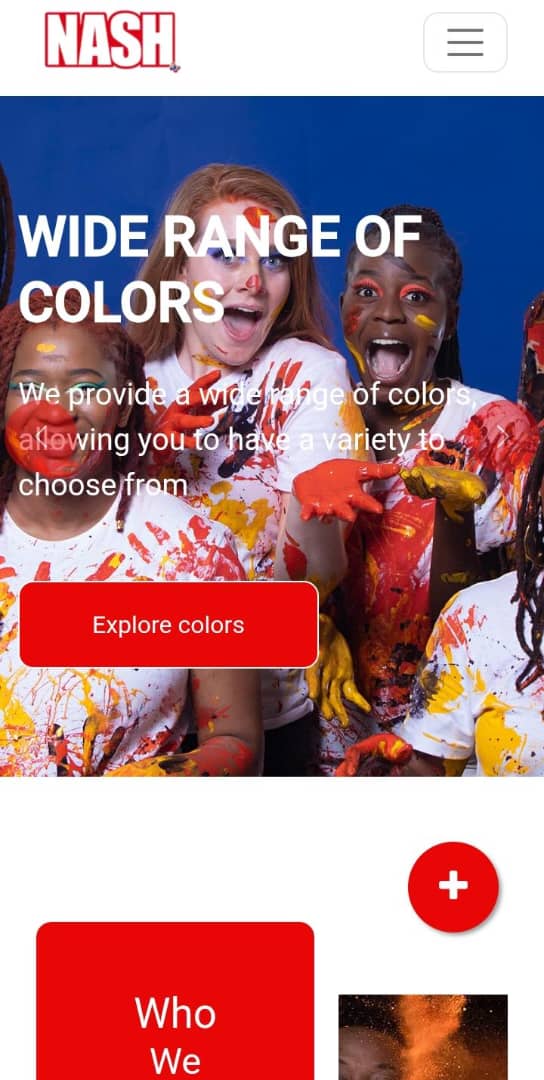 NASH
WIDE RANGE OF
COLORS
We provide a wide range of colors,
allowing you to have a variety to
choose from
Explore colors
Who
We